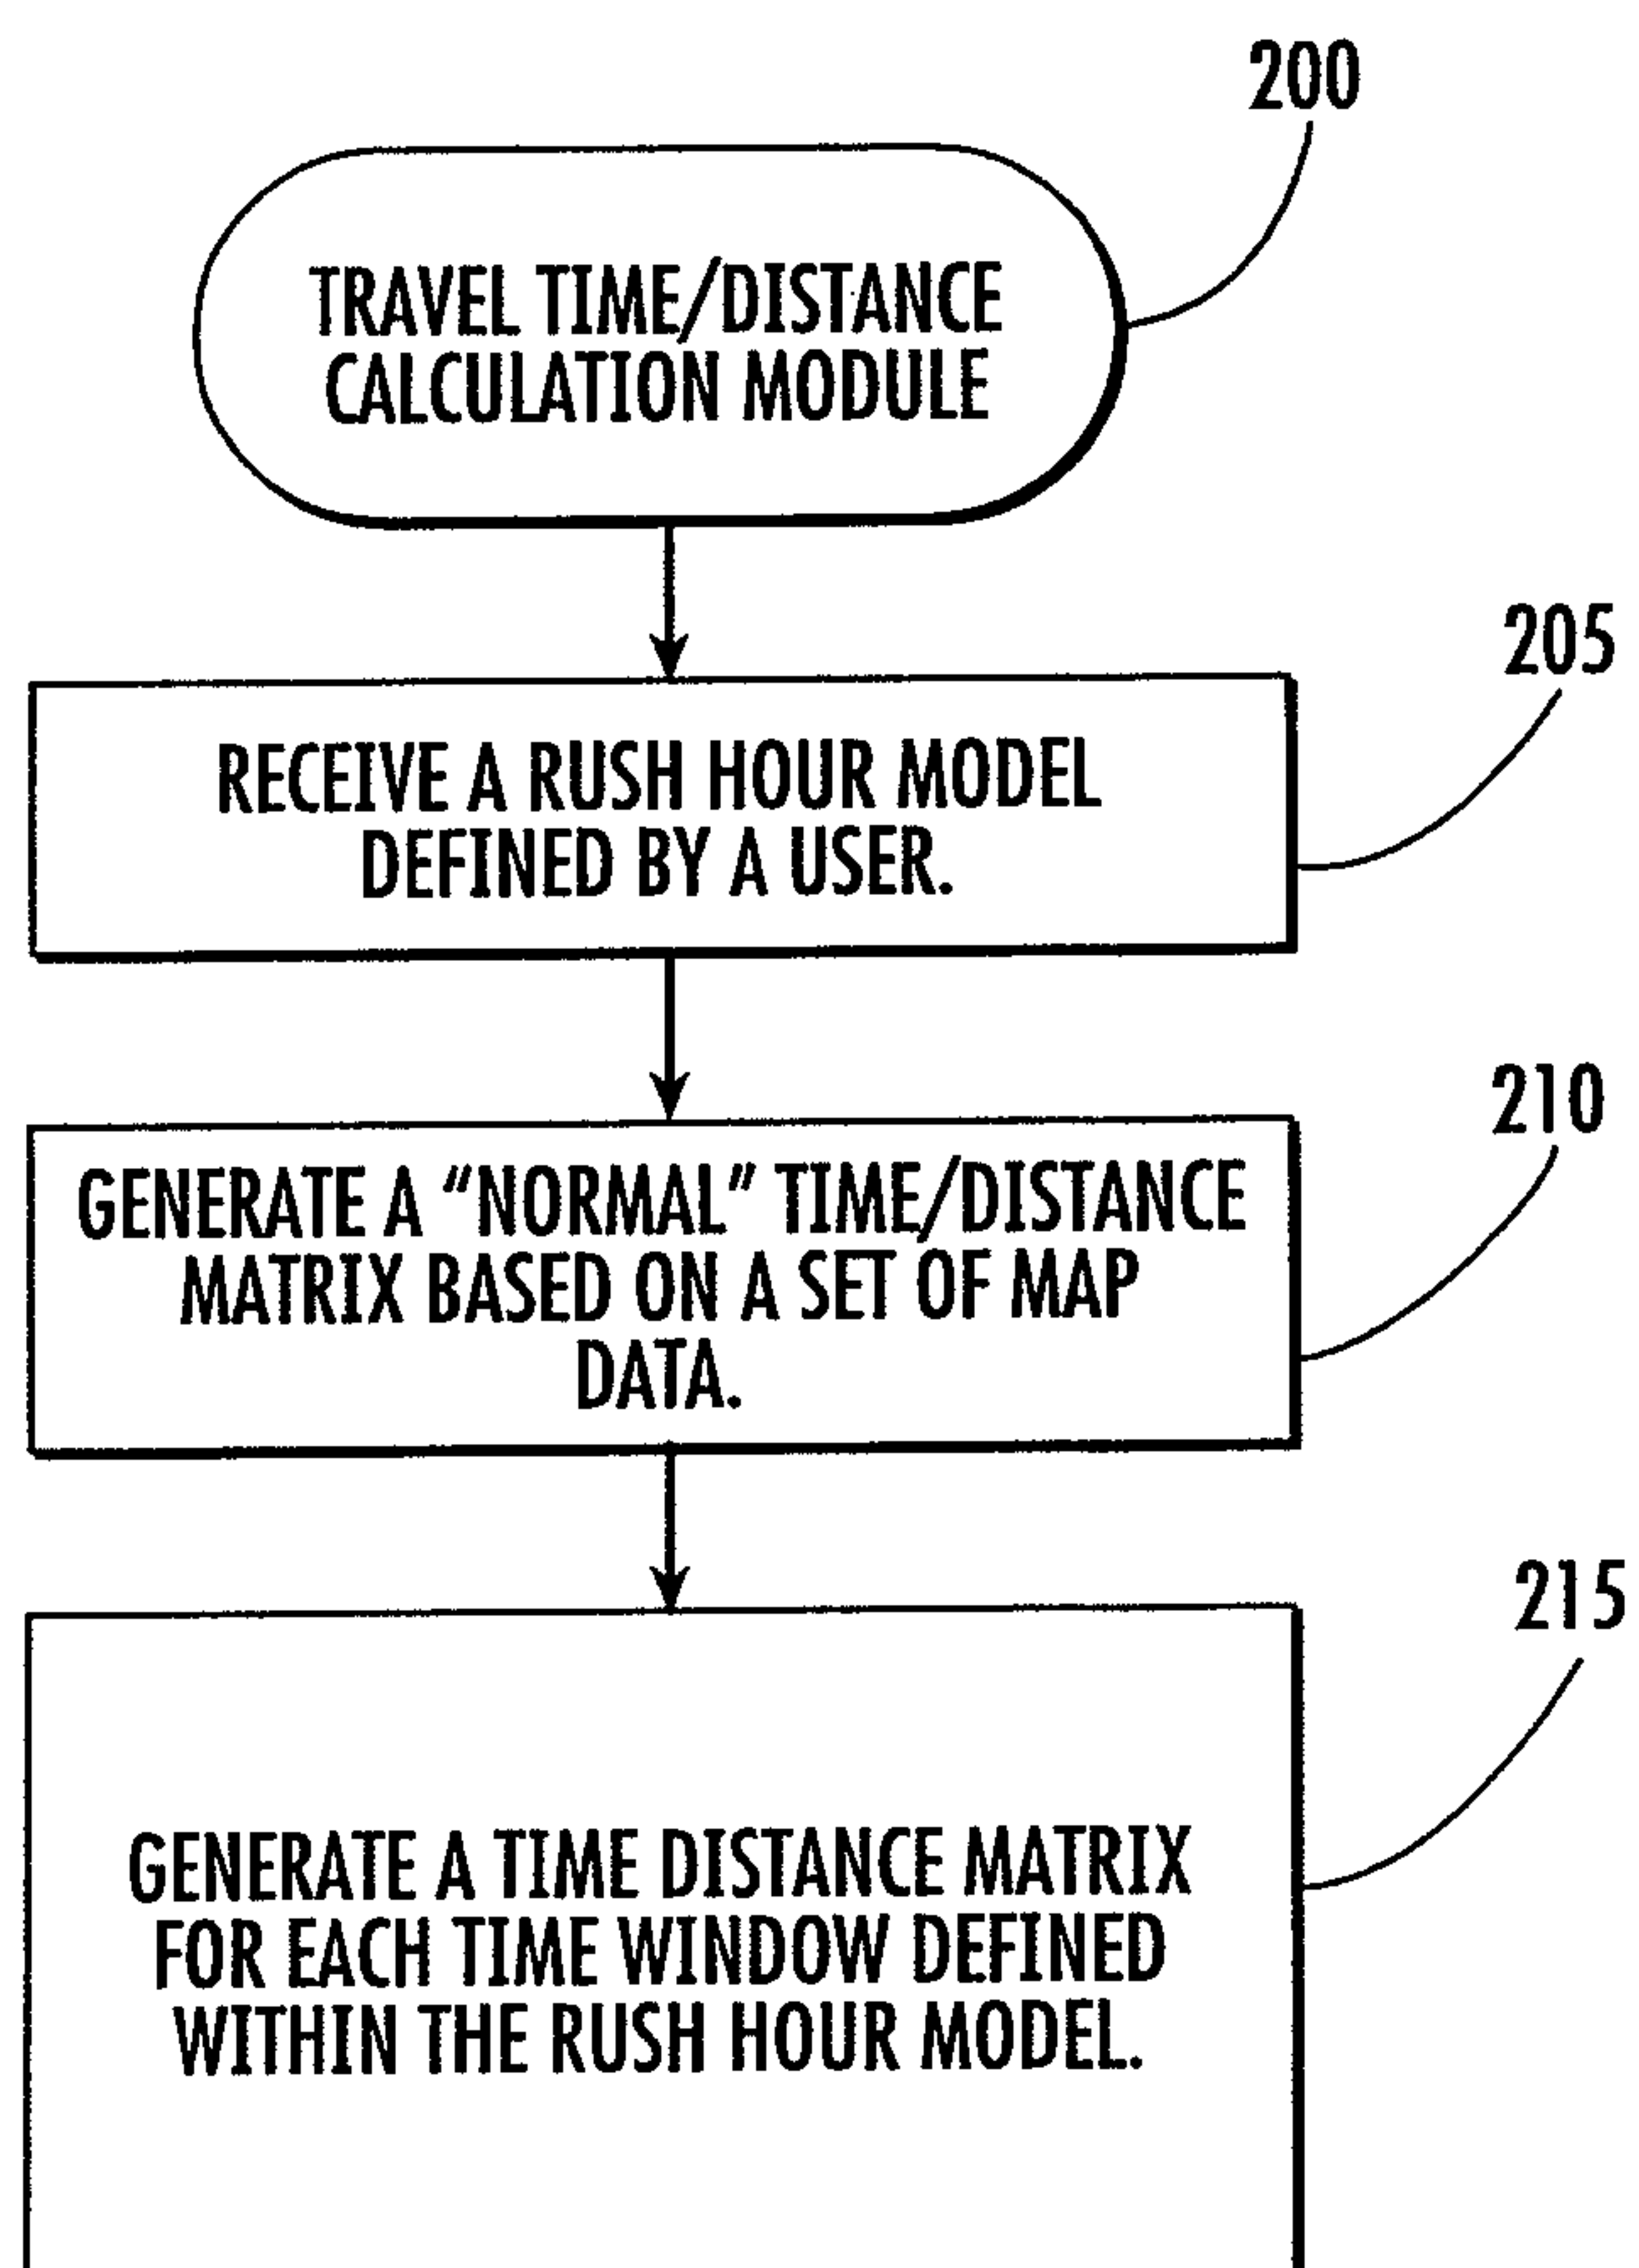 200
TRAVEL TIME/DISTANCE
CALCULATION MODULE
205
RECEIVE A RUSH HOUR MODEL
DEFINED BY A USER.
210
GENERATE A “NORMAL” TIME/DISTANCE
MATRIX BASED ON A SET OF MAP
DATA.
215
GENERATE A TIME DISTANCE MATRIX
FOR EACH TIME WINDOW DEFINED
WITHIN THE RUSH HOUR MODEL.